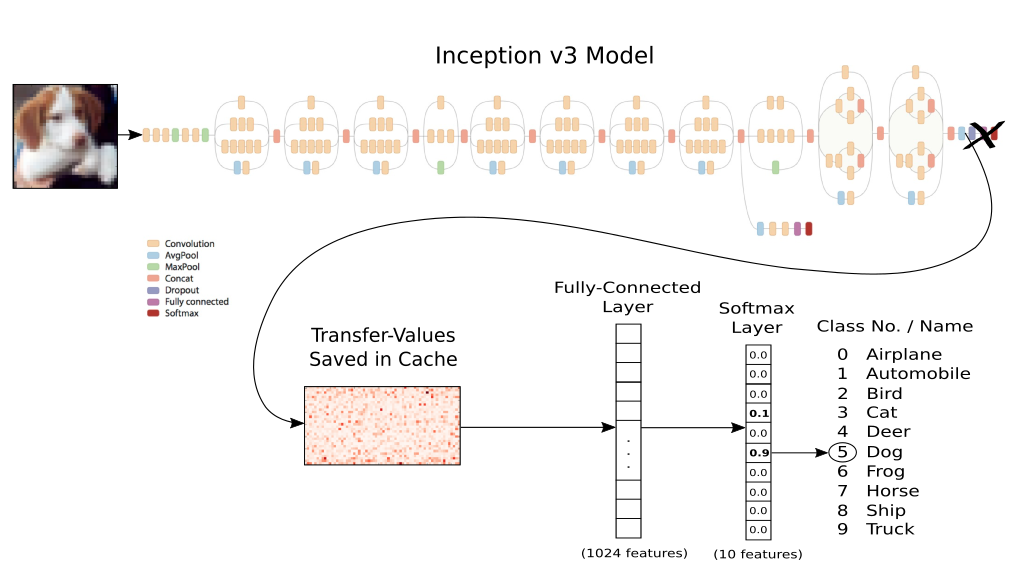 Inception v3 Model
Convolution
AvgPool
MaxPool
Concat
Dropout
Fully connected
Softmax
Transfer-Values
Saved in Cache
Fully-Connected
Layer
(1024 features)
Softmax
Layer
0.0
0.0
0.0
0.1
0.0
0.9
0.0
0.0
0.0
0.0
(10 features)
Class No. / Name
0 Airplane
1 Automobile
2 Bird
3 Cat
4 Deer
5 Dog
6 Frog
7 Horse
8 Ship
9 Truck